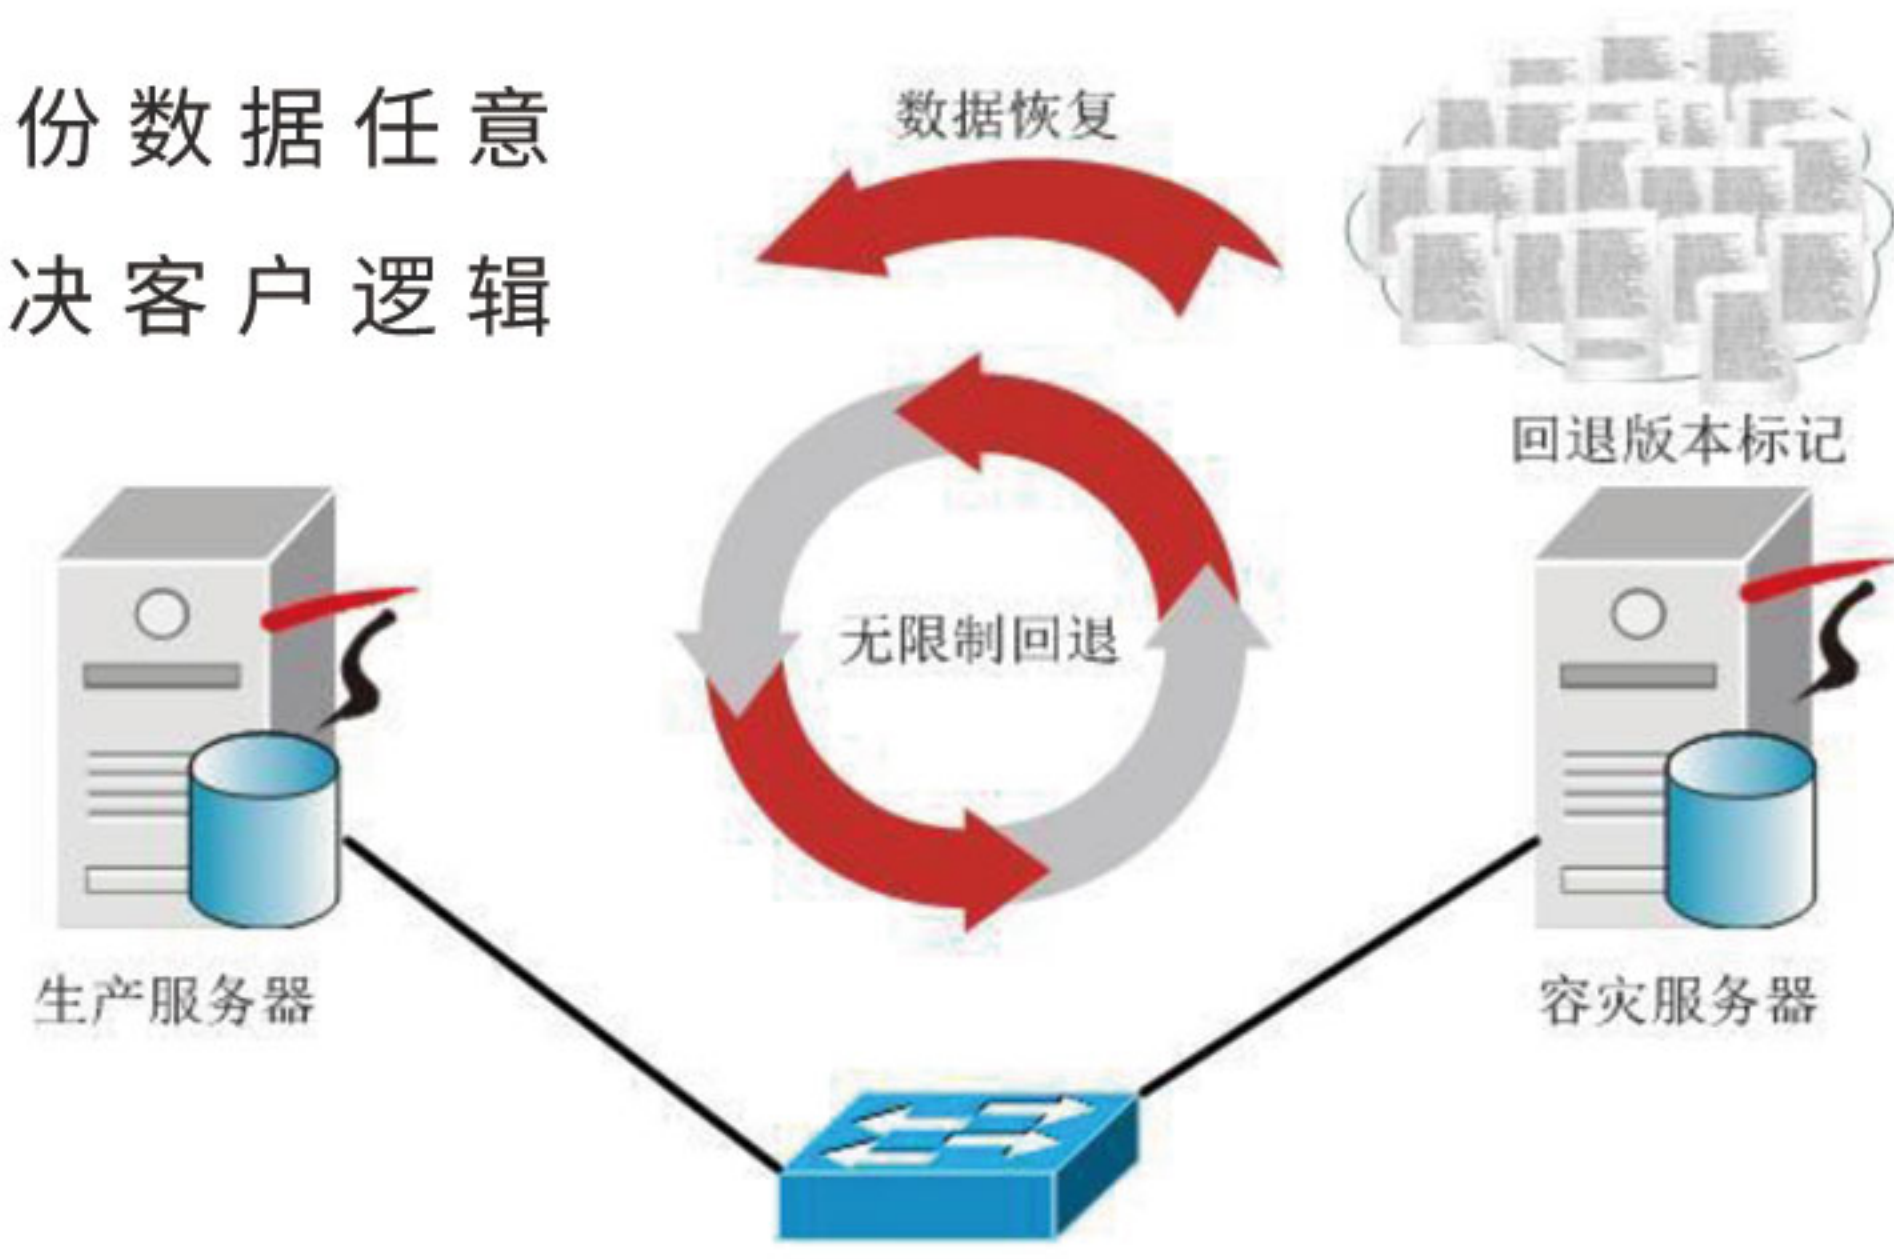 份数据任意
决客户逻辑
数据恢复
回退版本标记
无限制回退
生产服务器
容灾服务器